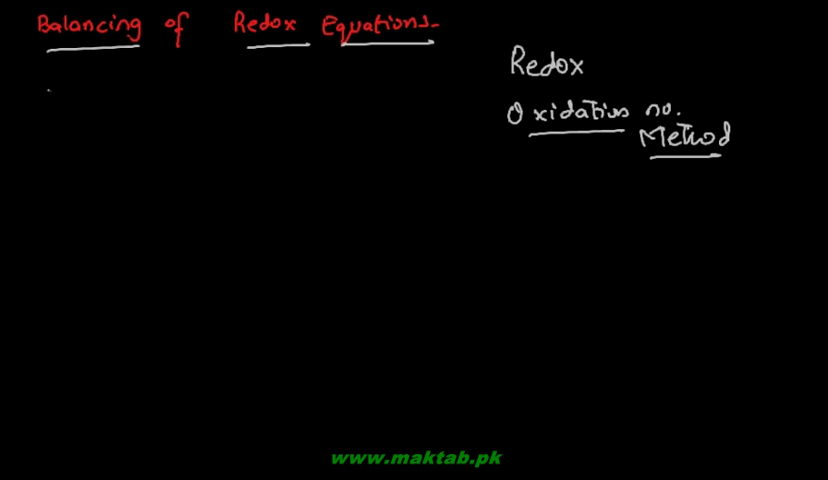 Balancing of Redox Equations-
Redox
Oxidation no.
Method
www.maktab.pk